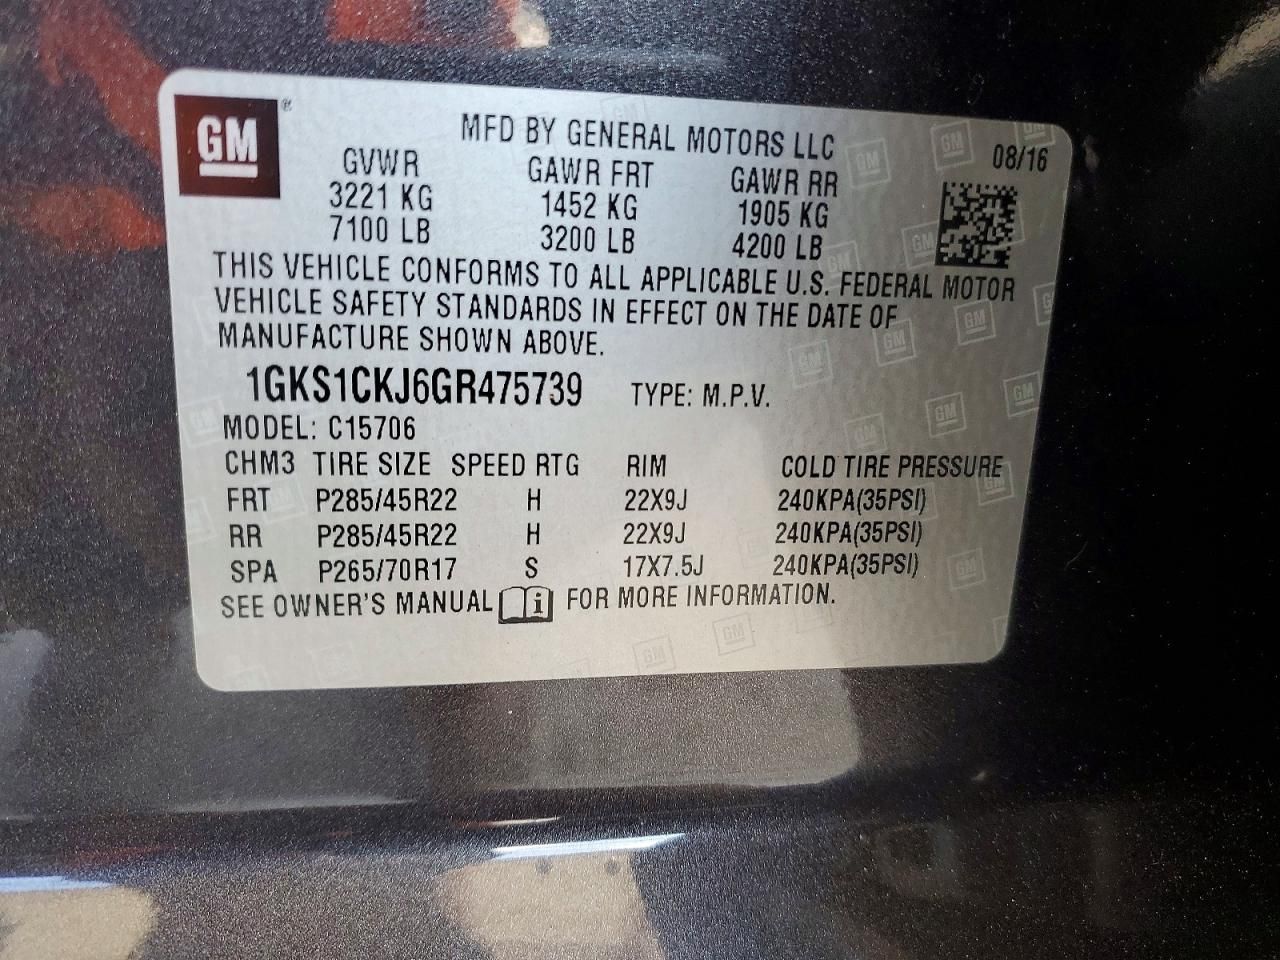 GM ®
MFD BY GENERAL MOTORS LLC
08/16
GVWR GAWR FRT GAWR RR
3221 KG 1452 KG 1905 KG
7100 LB 3200 LB 4200 LB
THIS VEHICLE CONFORMS TO ALL APPLICABLE U.S. FEDERAL MOTOR
VEHICLE SAFETY STANDARDS IN EFFECT ON THE DATE OF
MANUFACTURE SHOWN ABOVE.
1GKS1CKJ6GR475739 TYPE: M.P.V.
MODEL: C15706
CHM3 TIRE SIZE SPEED RTG RIM COLD TIRE PRESSURE
FRT P285/45R22 H 22X9J 240KPA(35PSI)
RR P285/45R22 H 22X9J 240KPA(35PSI)
SPA P265/70R17 S 17X7.5J 240KPA(35PSI)
SEE OWNER'S MANUAL i FOR MORE INFORMATION.